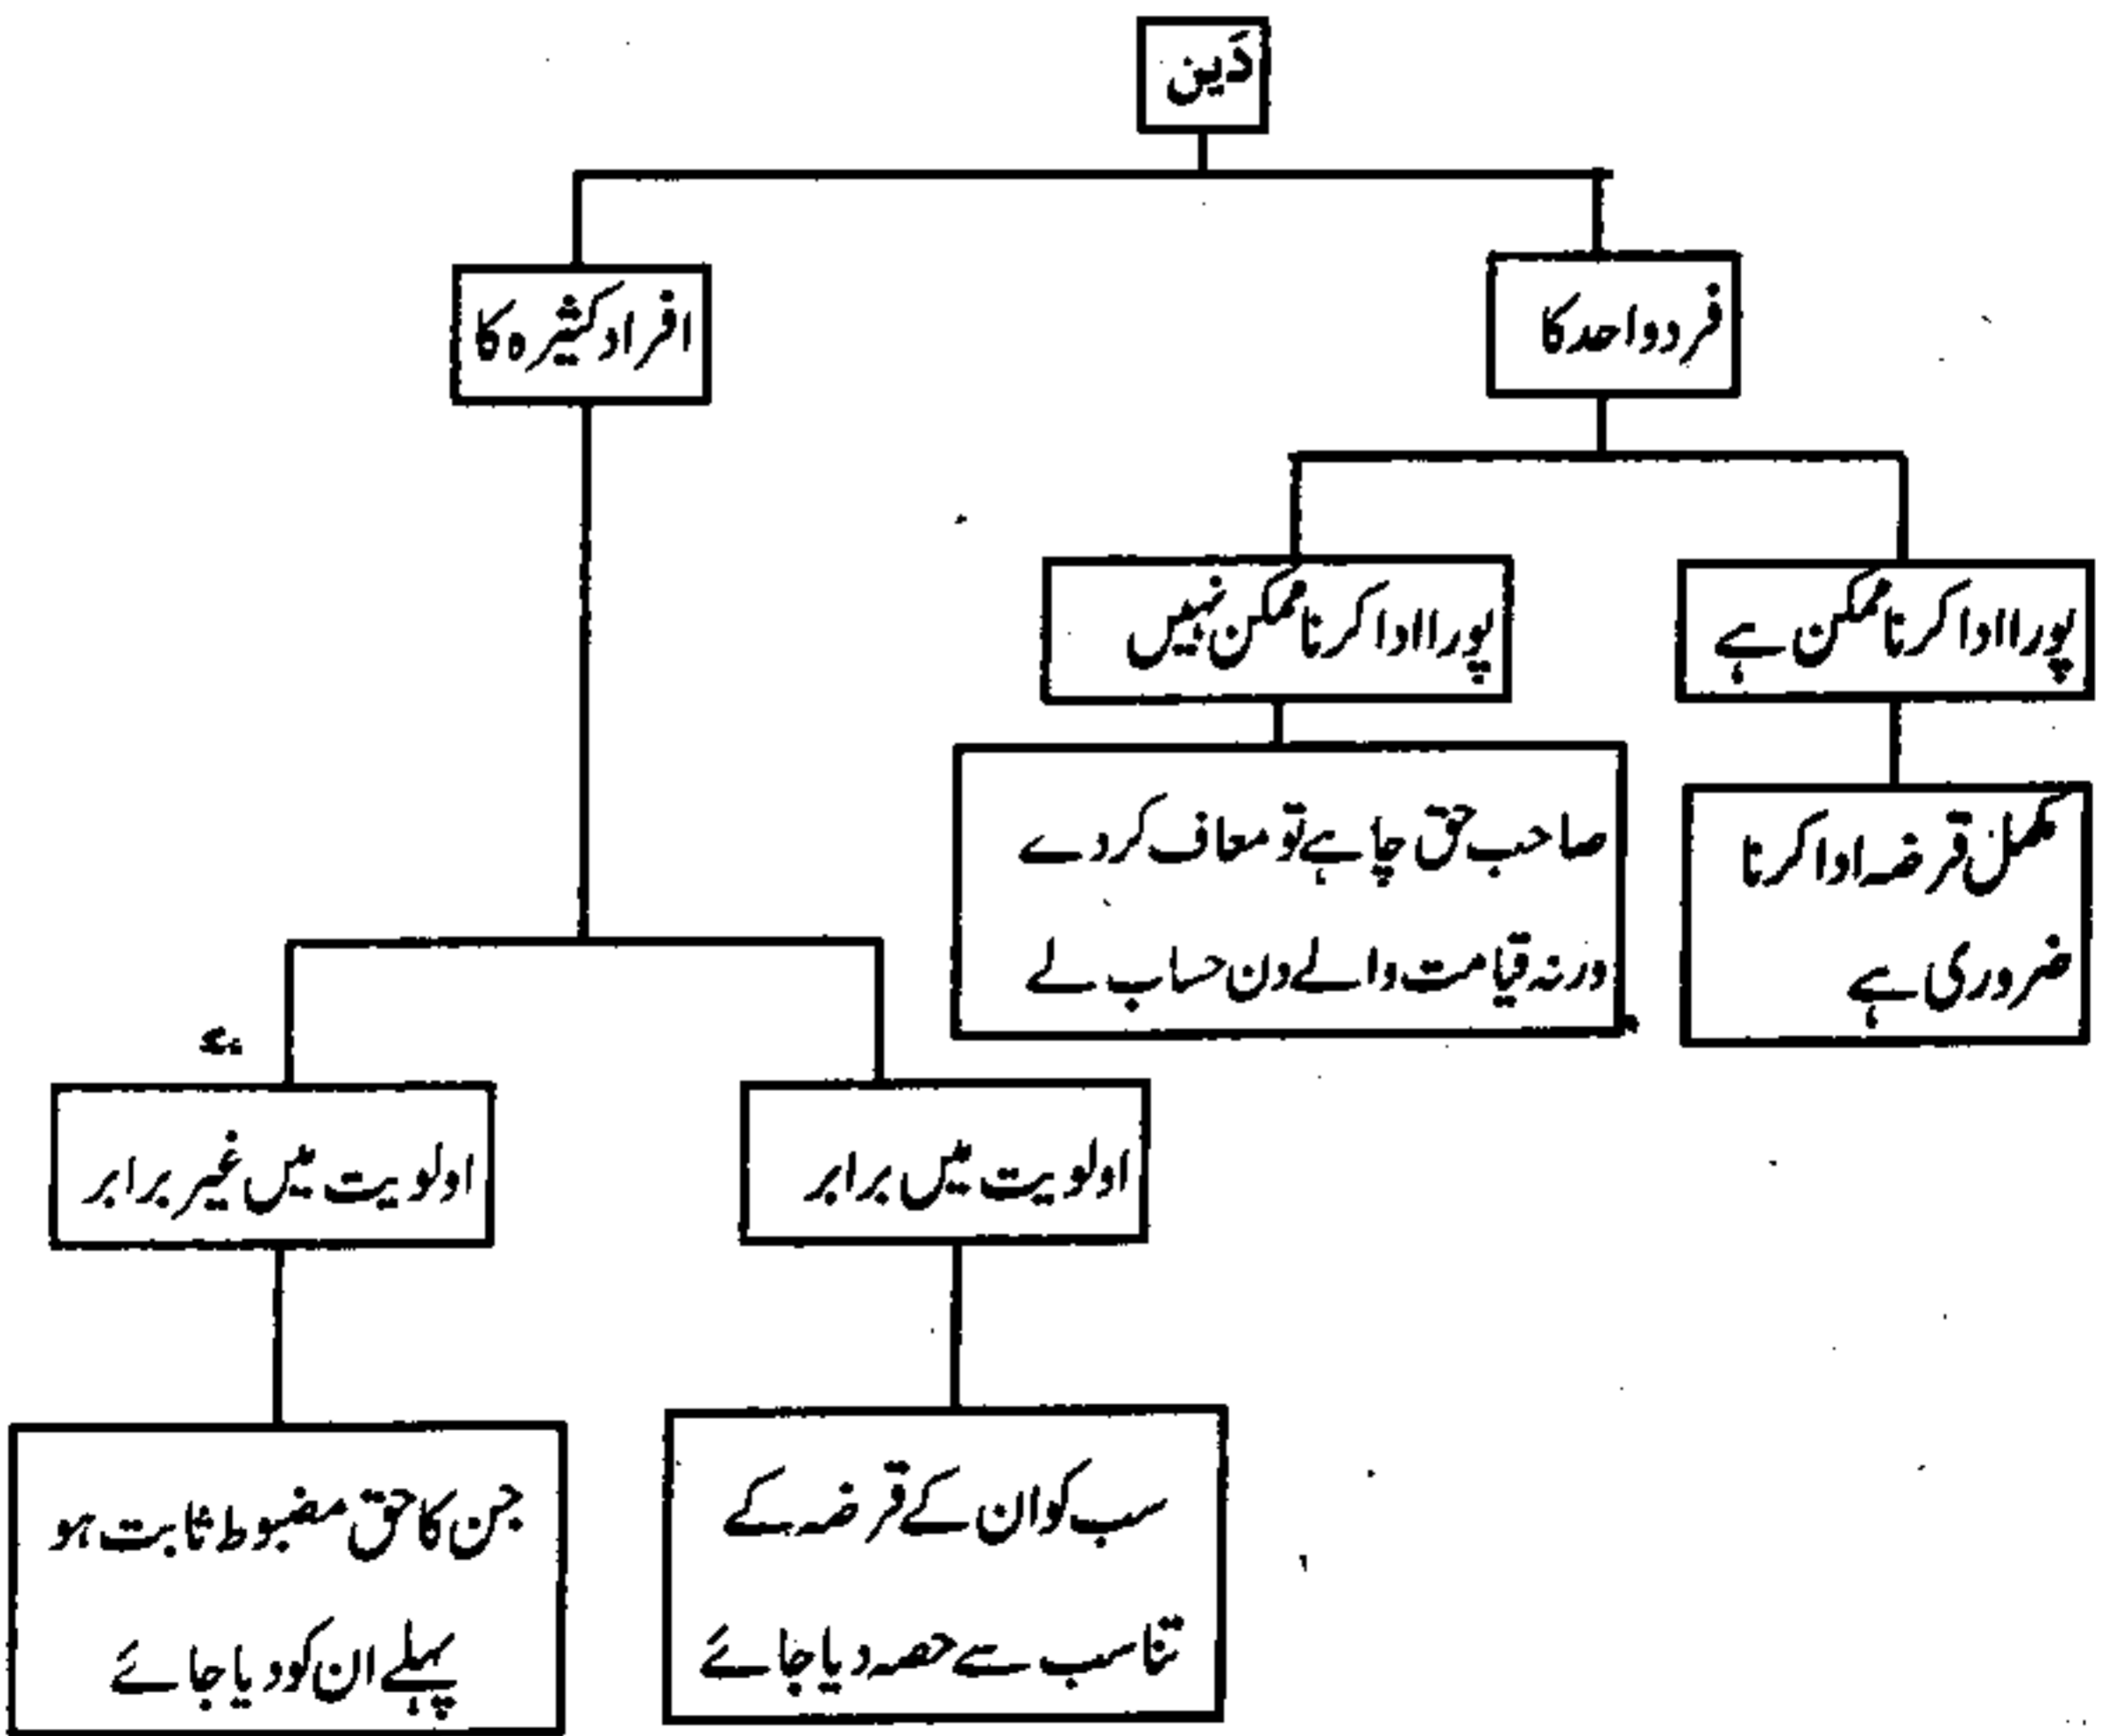 دَین
فرد واحد کا
افراد کثیرہ کا
پورا ادا کرنا ممکن ہے
پورا ادا کرنا ممکن نہیں
مکمل قرضہ ادا کرنا
ضروری ہے
صاحب حق چاہے تو معاف کر دے
ورنہ قیامت والے دن حساب لے
اولویت میں برابر
اولویت میں غیر برابر
سب کو ان کے قرضہ کے
تناسب سے حصہ دیا جائے
جن کا حق مضبوط ثابت ہو
پہلے ان کو دیا جائے